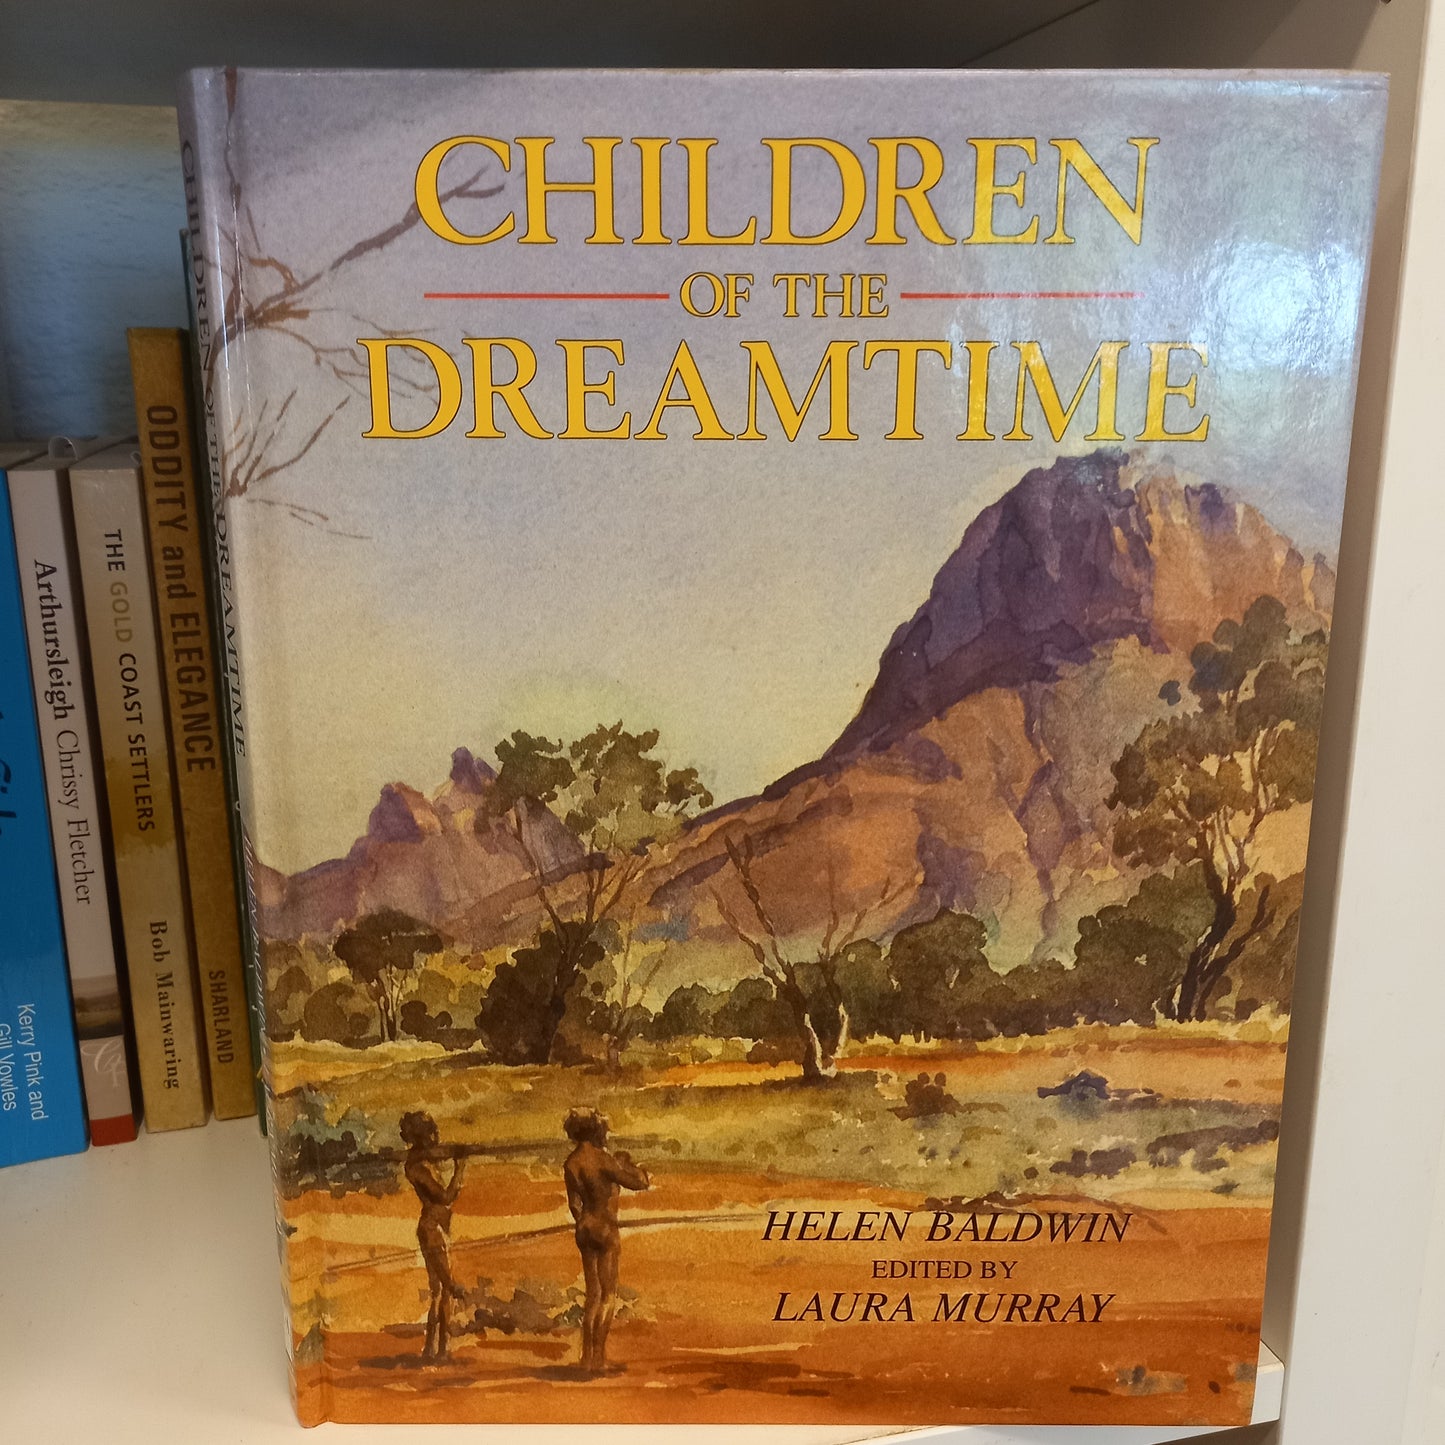 CHILDREN
OF THE
DREAMTIME
HELEN BALDWIN
EDITED BY
LAURA MURRAY
CHILDREN OF THE DREAMTIME
ODDITY and ELEGANCE
SHARLAND
THE GOLD COAST SETTLERS
Bob Mainwaring
Arthursleigh Chrissy Fletcher
Kerry Pink and
Gill Vowles